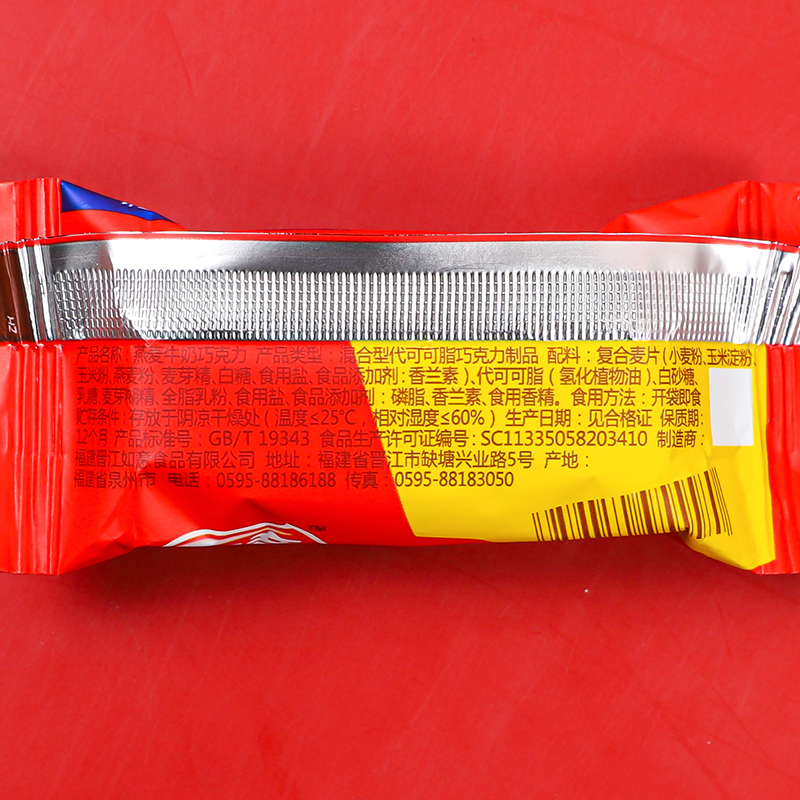 产品名称：燕麦牛奶巧克力 产品类型：混合型代可可脂巧克力制品 配料：复合麦片(小麦粉、玉米淀粉、
玉米粉、燕麦粉、麦芽精、白糖、食用盐、食品添加剂：香兰素)、代可可脂（氢化植物油）、白砂糖、
乳糖、麦芽糊精、全脂乳粉、食用盐、食品添加剂：磷脂、香兰素、食用香精。 食用方法：开袋即食
贮存条件：存放于阴凉干燥处（温度≤25℃，相对湿度≤60%） 生产日期：见合格证 保质期：
12个月 产品标准号：GB/T 19343 食品生产许可证编号：SC11335058203410 制造商：
福建晋江如意食品有限公司 地址：福建省晋江市缺塘兴业路5号 产地：
福建省泉州市 电话：0595-88186188 传真：0595-88183050
TM